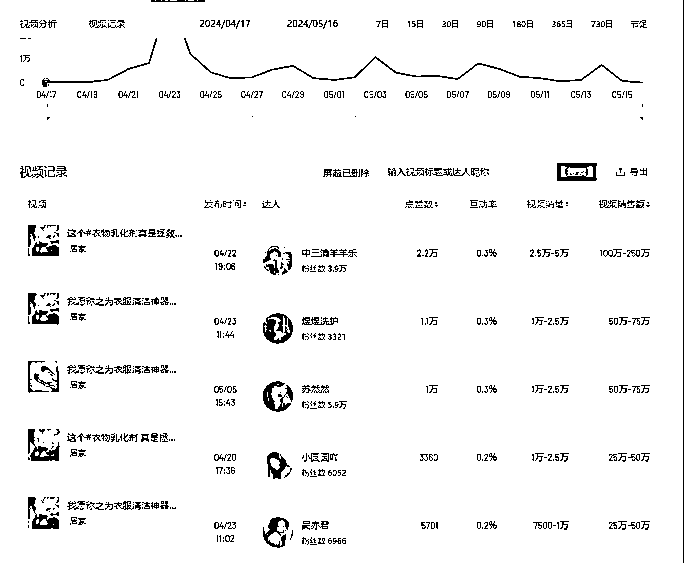 视频分析 视频记录 2024/04/17 2024/05/16 7日 15日 30日 90日 180日 365日 730日
1万
0
04/17 04/19 04/21 04/23 04/25 04/27 04/29 05/01 05/03 05/05 05/07 05/09 05/11 05/13 05/15
视频记录 屏蔽已删除 输入视频标题或达人昵称 导出
视频 发布时间 达人 点赞数 互动率 视频销量 视频销售额
这个#衣物乳化剂真是拯救...
居家
04/22
19:06
中三清羊羊乐
粉丝数 3.9万
2.2万 0.3% 2.5万-5万 100万-250万
我愿称之为衣服清洁神器...
居家
04/23
11:44
煜煜洗护
粉丝数 3321
1.1万 0.3% 1万-2.5万 50万-75万
我愿称之为衣服清洁神器...
居家
05/05
15:43
苏然然
粉丝数 3.9万
1万 0.3% 1万-2.5万 50万-75万
这个#衣物乳化剂 真是拯...
居家
04/20
17:36
粉丝数 6052
3360 0.2% 1万-2.5万 25万-50万
我愿称之为衣服清洁神器...
居家
04/23
11:02
吴亦君
粉丝数 6966
5701 0.2% 7500-1万 25万-50万